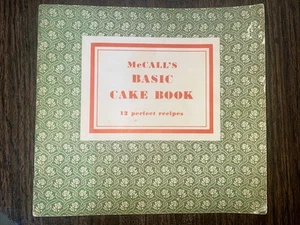 McCALL'S
BASIC
CAKE BOOK
12 perfect recipes